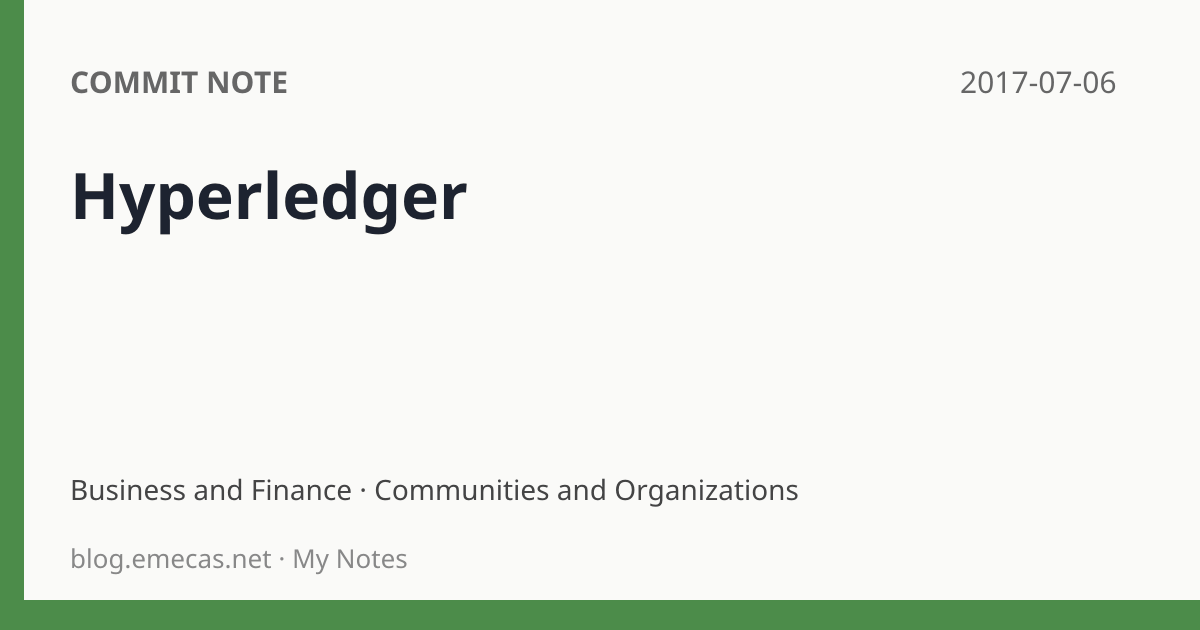 COMMIT NOTE
2017-07-06
Hyperledger
Business and Finance · Communities and Organizations
blog.emecas.net · My Notes